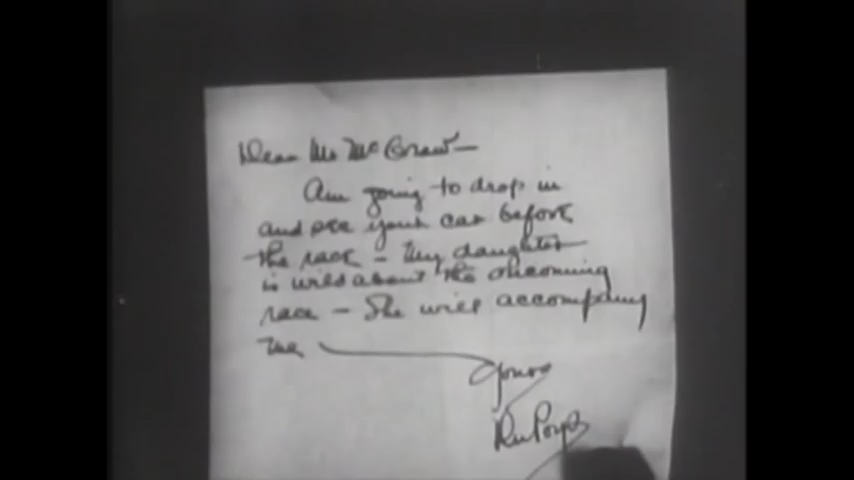 Dear Mr McGraw—
Am going to drop in
and see your car before
the race – My daughter
is wild about the oncoming
race – She will accompany
me
Yours